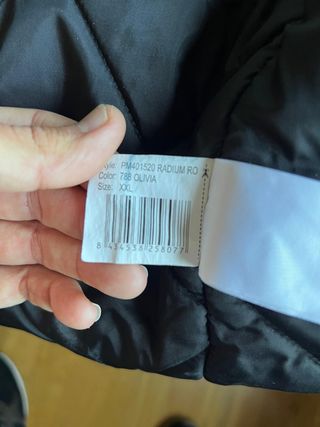 Style: PM401520 RADIUM RO
Color: 788 OLIVIA
Size: XXL
8 434538 258077